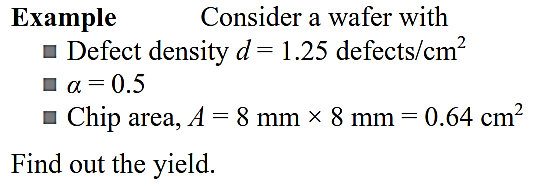 Example Consider a wafer with
■ Defect density d = 1.25 defects/cm²
■ α = 0.5
■ Chip area, A = 8 mm × 8 mm = 0.64 cm²
Find out the yield.